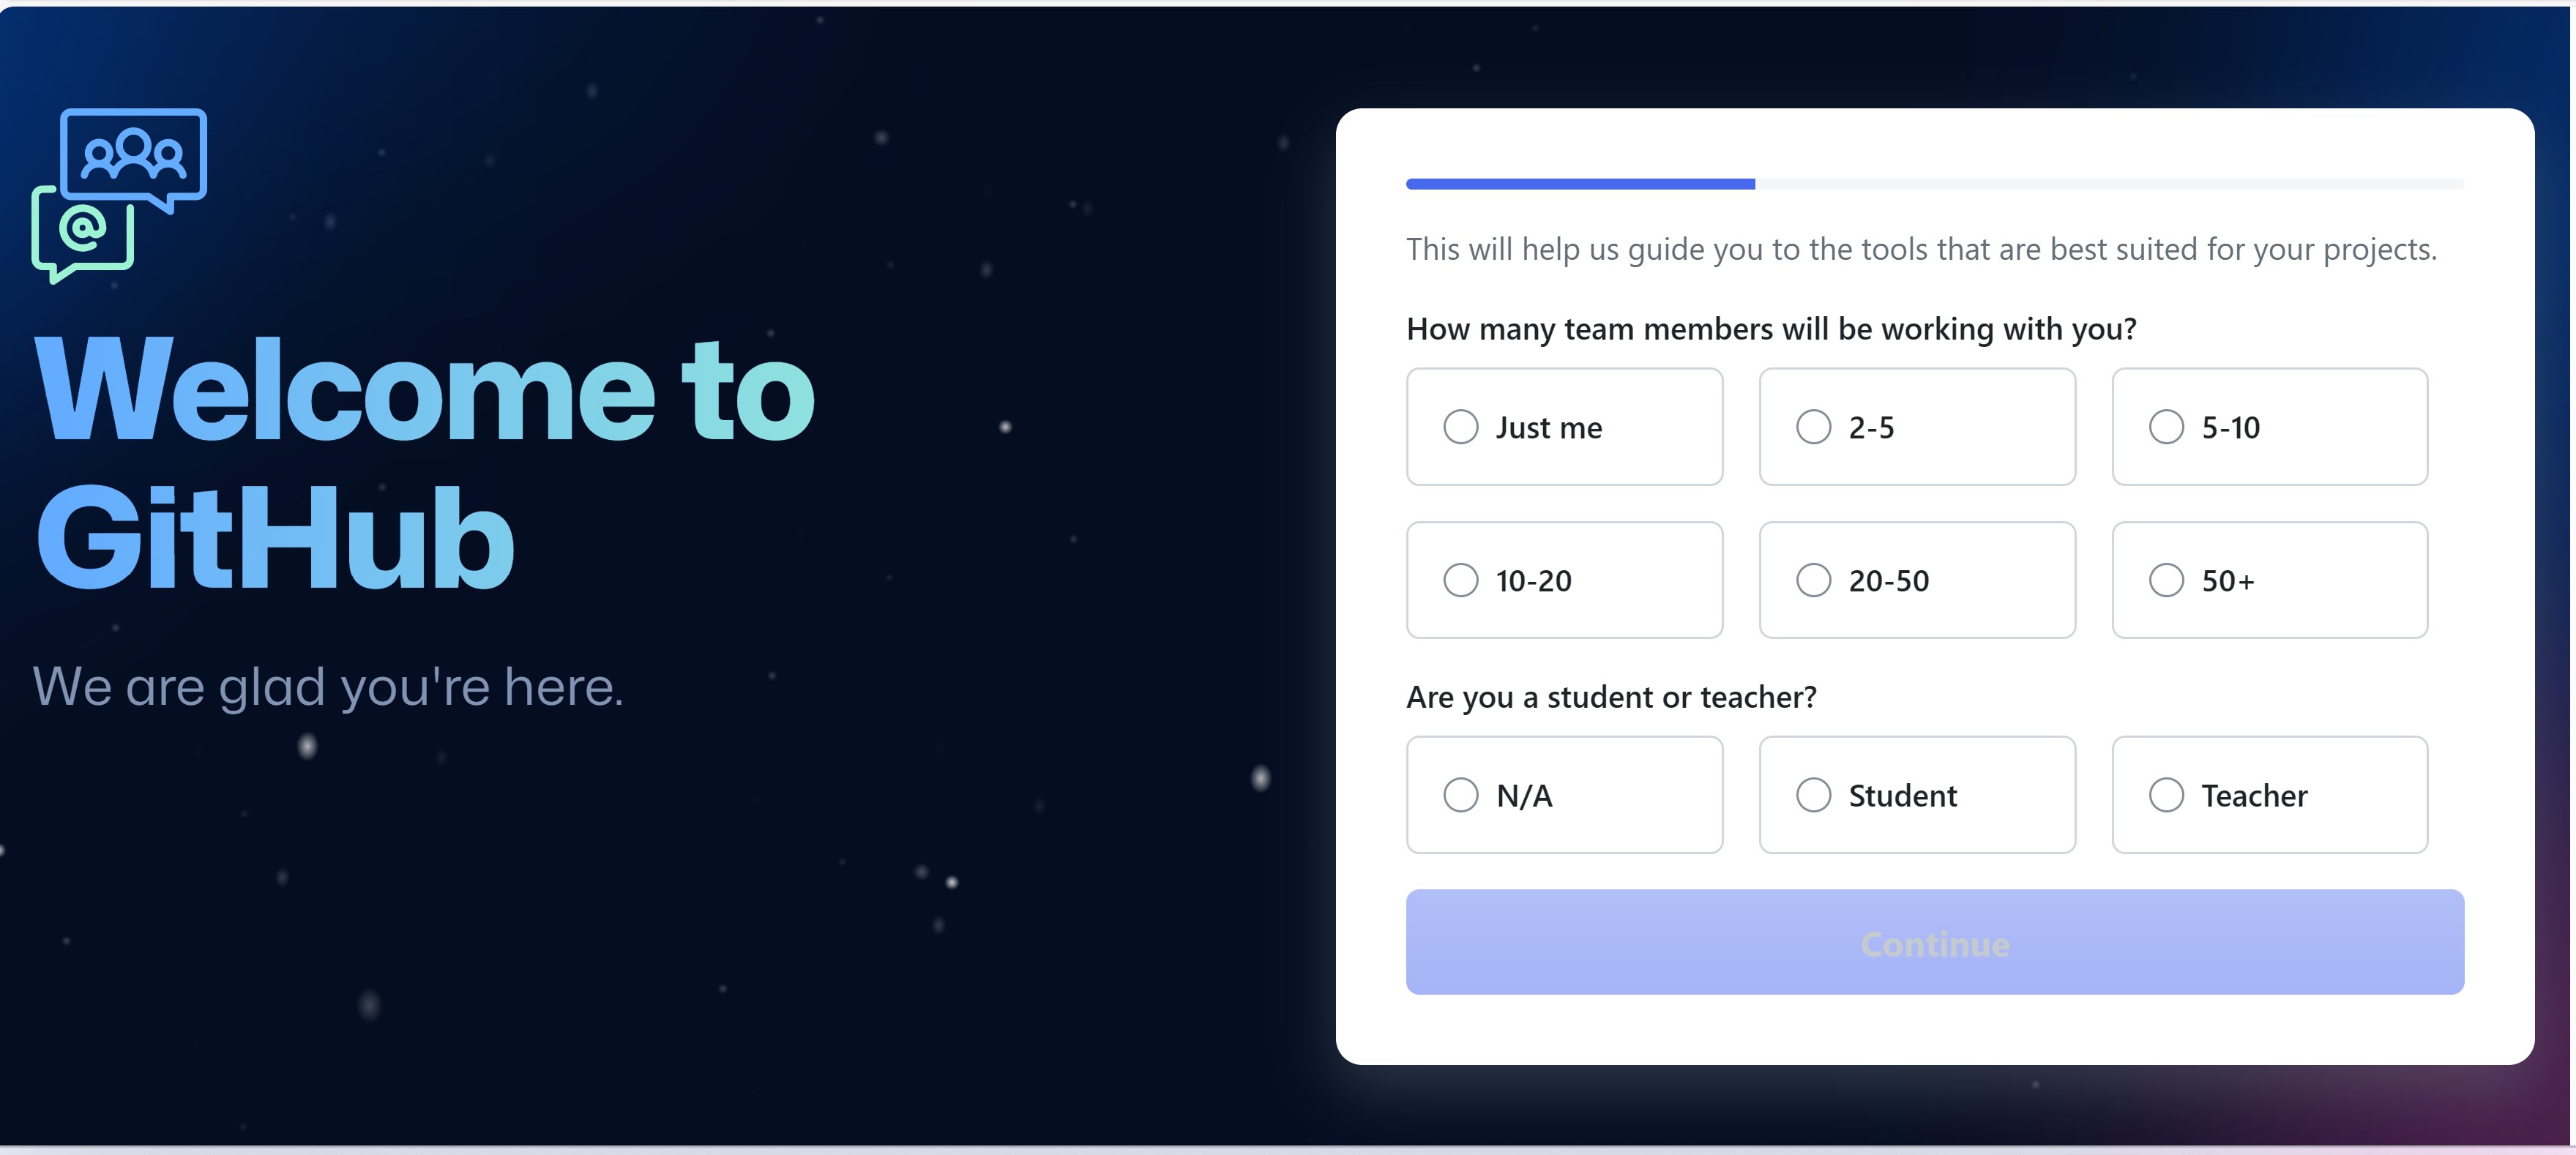 Welcome to
GitHub
We are glad you're here.
This will help us guide you to the tools that are best suited for your projects.
How many team members will be working with you?
Just me
2-5
5-10
10-20
20-50
50+
Are you a student or teacher?
N/A
Student
Teacher
Continue